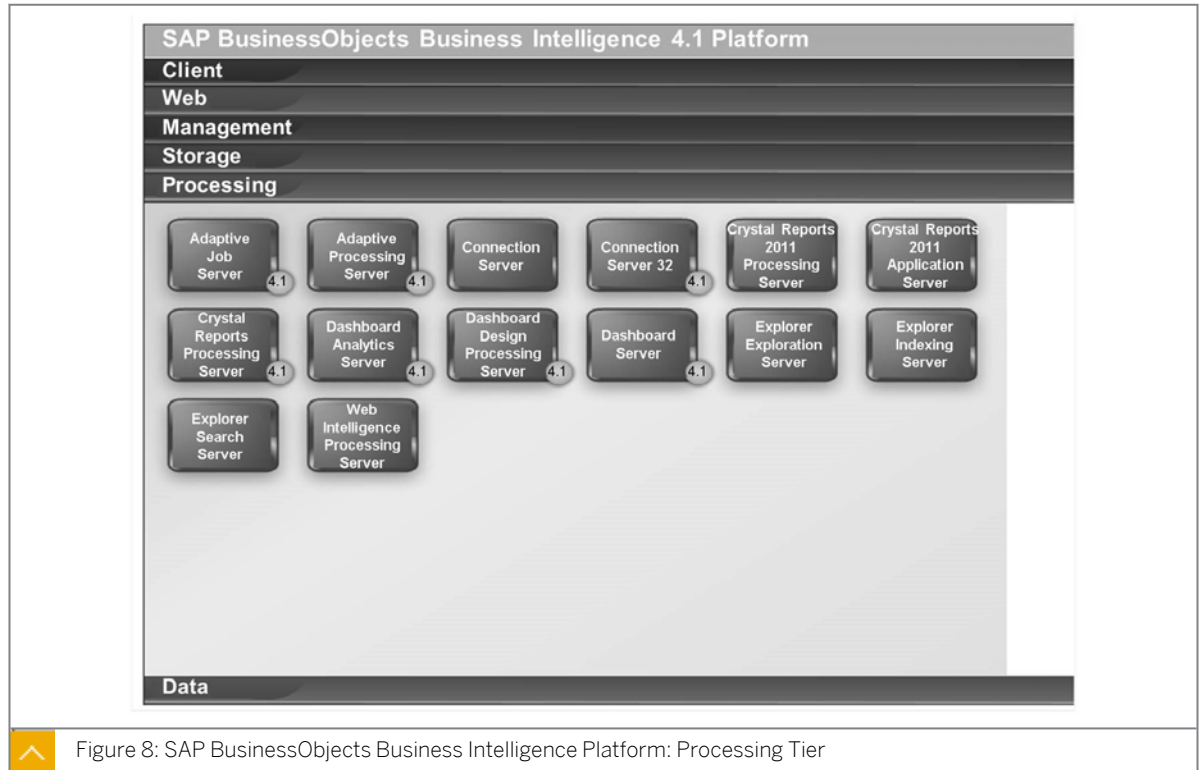 SAP BusinessObjects Business Intelligence 4.1 Platform
Client
Web
Management
Storage
Processing
Adaptive
Job
Server
4.1
Adaptive
Processing
Server
4.1
Connection
Server
Connection
Server 32
4.1
Crystal Reports
2011
Processing
Server
Crystal Reports
2011
Application
Server
Crystal
Reports
Processing
Server
4.1
Dashboard
Analytics
Server
4.1
Dashboard
Design
Processing
Server
4.1
Dashboard
Server
4.1
Explorer
Exploration
Server
Explorer
Indexing
Server
Explorer
Search
Server
Web
Intelligence
Processing
Server
Data
Figure 8: SAP BusinessObjects Business Intelligence Platform: Processing Tier